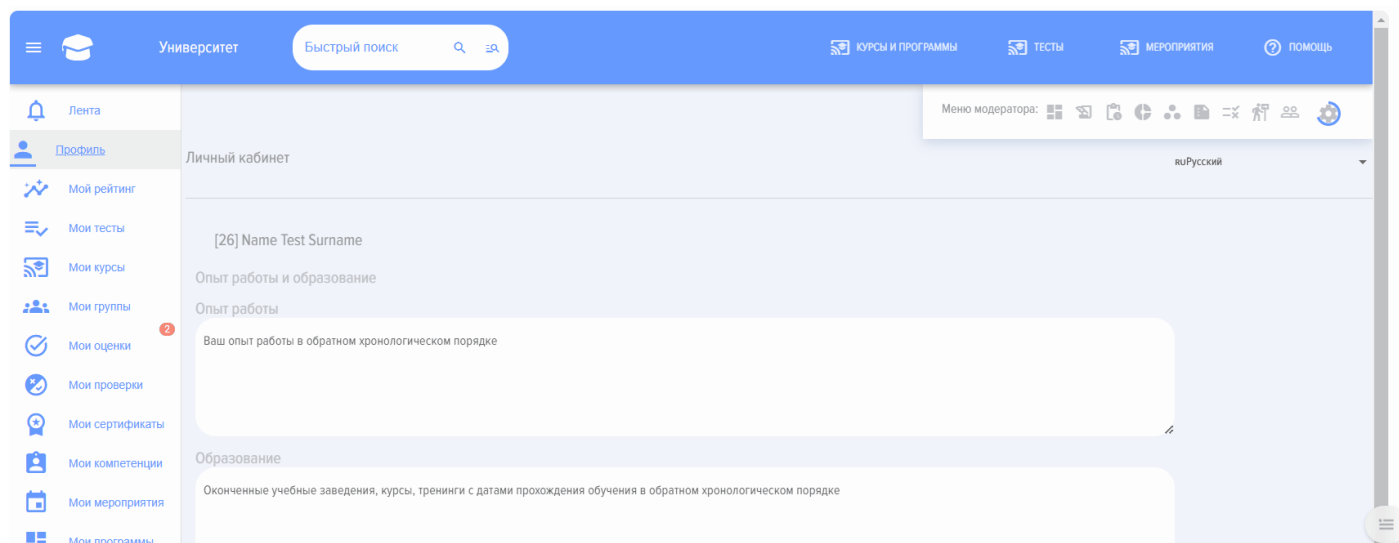 Университет
Быстрый поиск
КУРСЫ И ПРОГРАММЫ
ТЕСТЫ
МЕРОПРИЯТИЯ
ПОМОЩЬ
Меню модератора:
Лента
Профиль
Мой рейтинг
Мои тесты
Мои курсы
Мои группы
2
Мои оценки
Мои проверки
Мои сертификаты
Мои компетенции
Мои мероприятия
Мои программы
Личный кабинет
ruРусский
[26] Name Test Surname
Опыт работы и образование
Опыт работы
Ваш опыт работы в обратном хронологическом порядке
Образование
Оконченные учебные заведения, курсы, тренинги с датами прохождения обучения в обратном хронологическом порядке